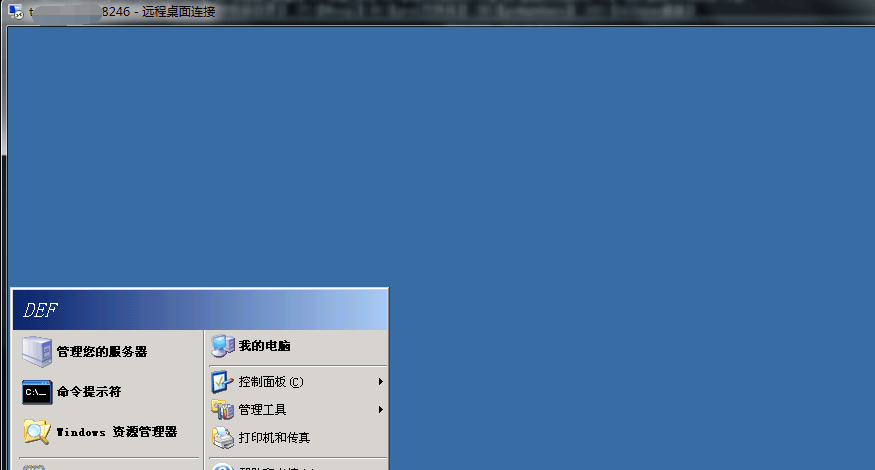 t 8246 - 远程桌面连接
DEF
管理您的服务器
命令提示符
Windows 资源管理器
我的电脑
控制面板(C)
管理工具
打印机和传真